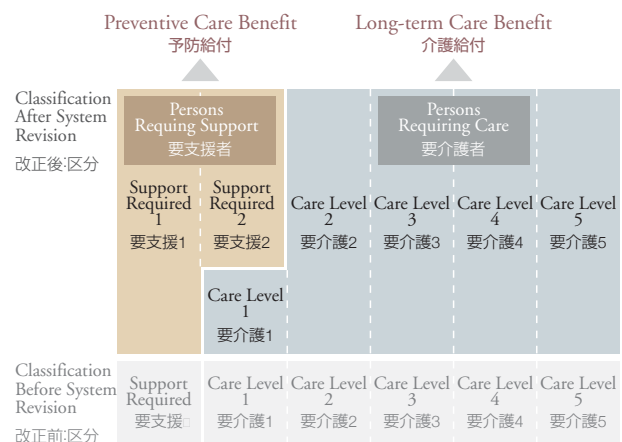 Preventive Care Benefit
予防給付
Long-term Care Benefit
介護給付
Classification
After System
Revision
改正後:区分
Persons
Requing Support
要支援者
Persons
Requiring Care
要介護者
Support
Required
1
要支援1
Support
Required
2
要支援2
Care Level
2
要介護2
Care Level
3
要介護3
Care Level
4
要介護4
Care Level
5
要介護5
Care Level
1
要介護1
Classification
Before System
Revision
改正前:区分
Support
Required
要支援□
Care Level
1
要介護1
Care Level
2
要介護2
Care Level
3
要介護3
Care Level
4
要介護4
Care Level
5
要介護5